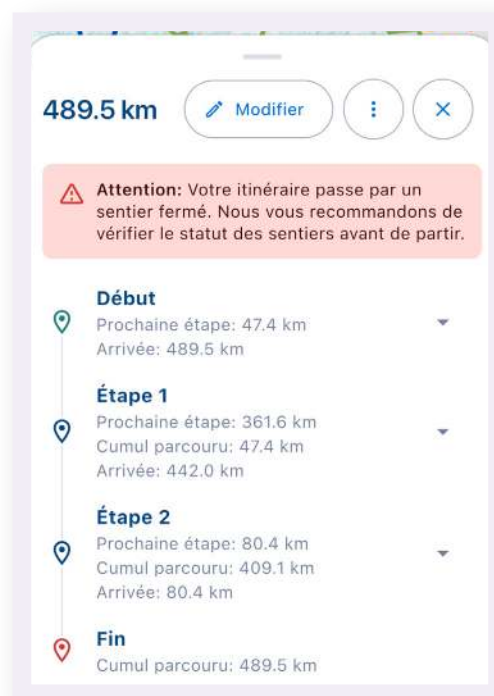 489.5 km
Modifier
Attention: Votre itinéraire passe par un
sentier fermé. Nous vous recommandons de
vérifier le statut des sentiers avant de partir.
Début
Prochaine étape: 47.4 km
Arrivée: 489.5 km
Étape 1
Prochaine étape: 361.6 km
Cumul parcouru: 47.4 km
Arrivée: 442.0 km
Étape 2
Prochaine étape: 80.4 km
Cumul parcouru: 409.1 km
Arrivée: 80.4 km
Fin
Cumul parcouru: 489.5 km